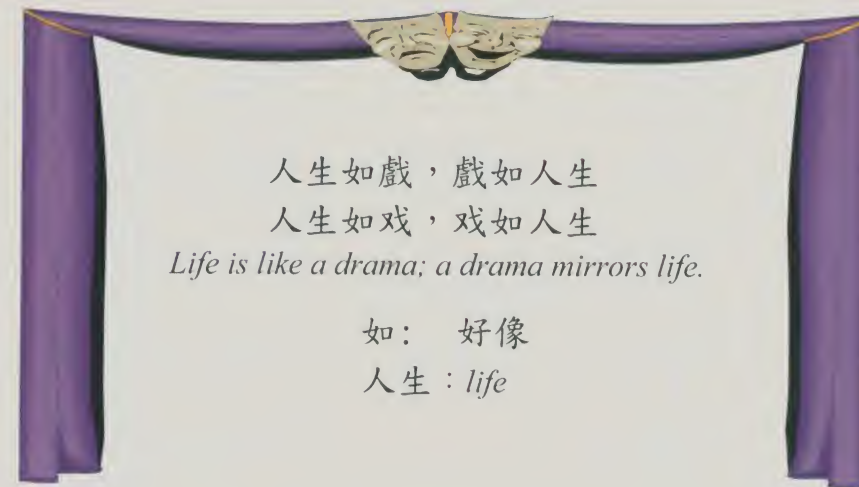 人生如戲，戲如人生
人生如戏，戏如人生
Life is like a drama; a drama mirrors life.
如： 好像
人生：life